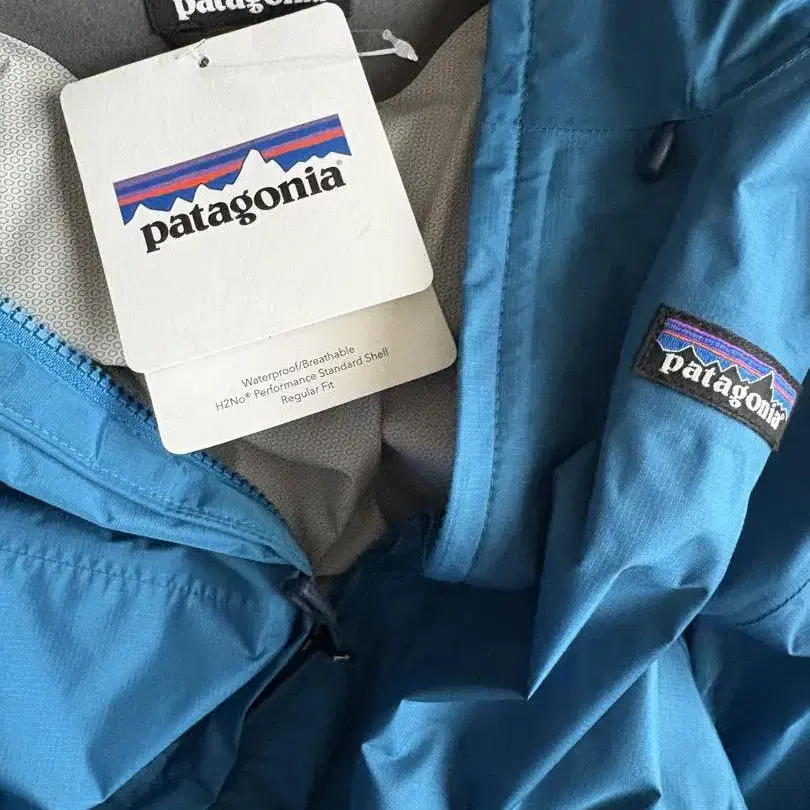 patagonia
patagonia®
Waterproof/Breathable
H2No® Performance Standard Shell
Regular Fit
patagonia®